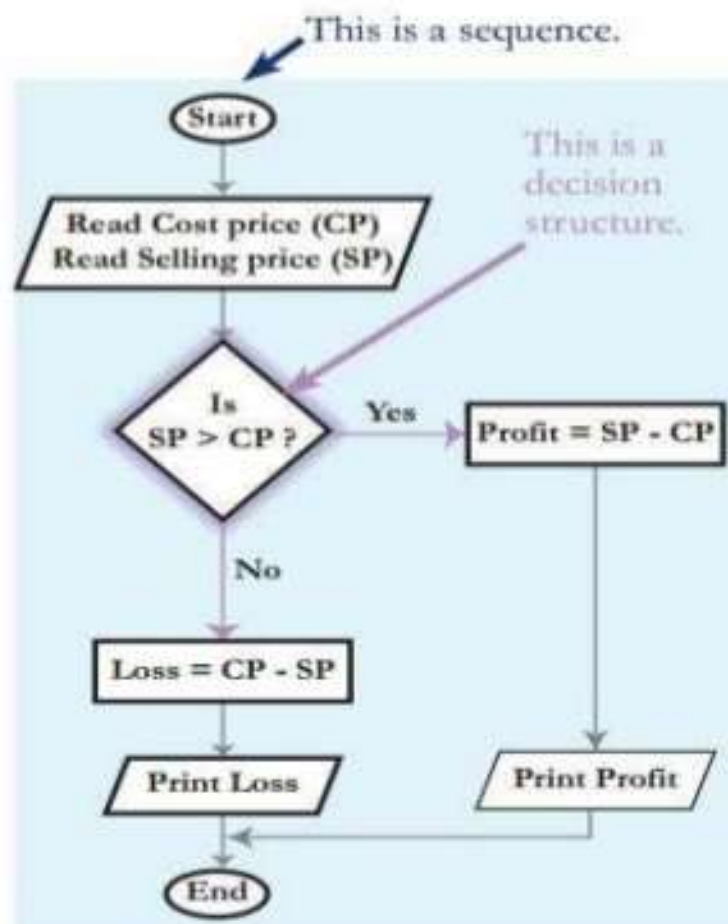 This is a sequence.
Start
This is a
decision
structure.
Read Cost price (CP)
Read Selling price (SP)
Is
SP > CP ?
Yes
Profit = SP - CP
No
Loss = CP - SP
Print Loss
Print Profit
End